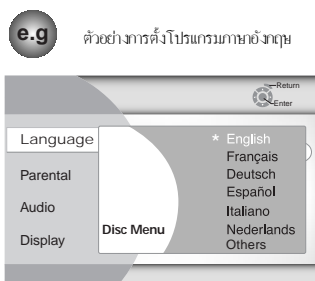 e.g
ตัวอย่างการตั้งโปรแกรมภาษาอังกฤษ
Return
Enter
Language
Parental
Audio
Display
Disc Menu
* English
Français
Deutsch
Español
Italiano
Nederlands
Others